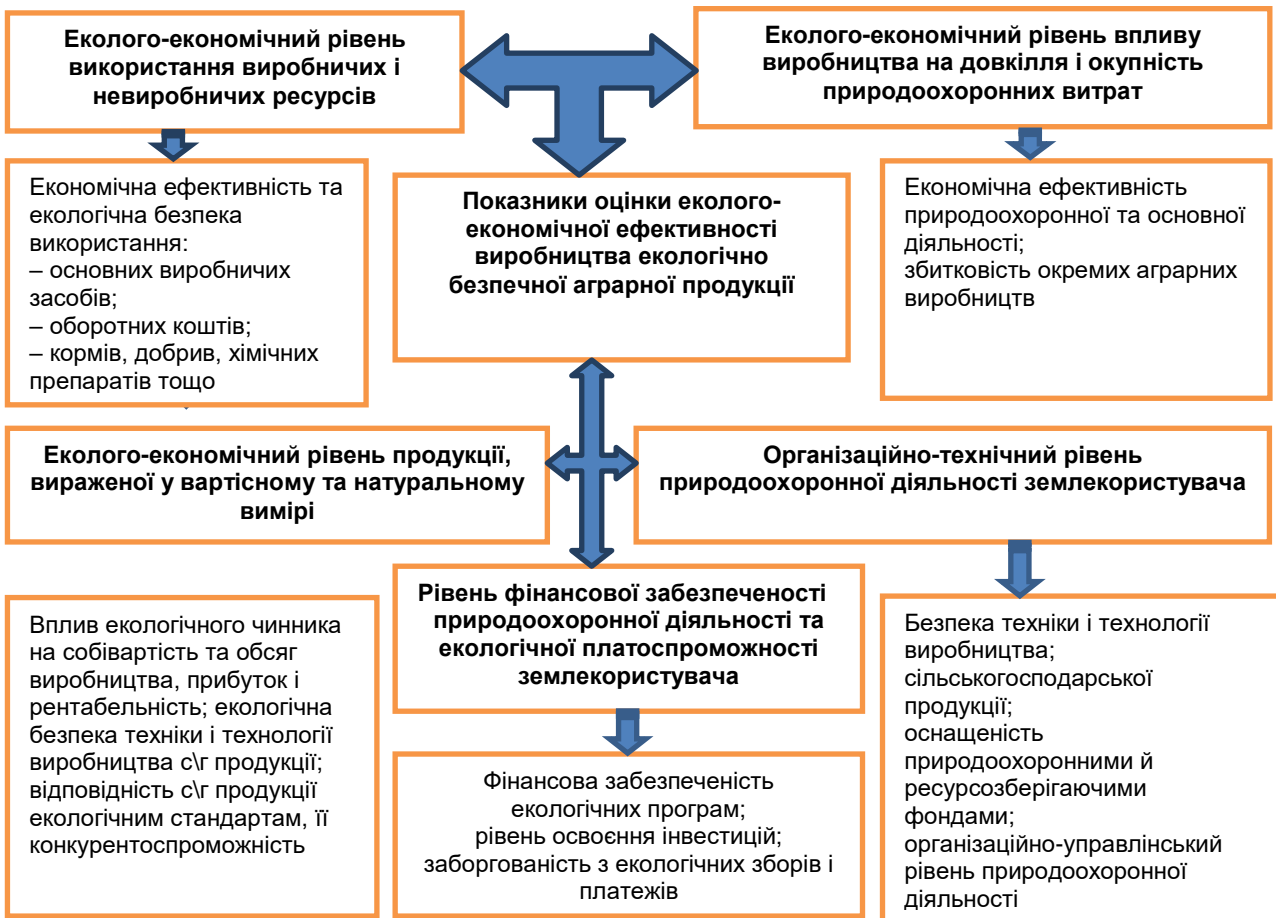 Еколого-економічний рівень
використання виробничих і
невиробничих ресурсів
Еколого-економічний рівень впливу
виробництва на довкілля і окупність
природоохоронних витрат
Економічна ефективність та
екологічна безпека
використання:
– основних виробничих
засобів;
– оборотних коштів;
– кормів, добрив, хімічних
препаратів тощо
Показники оцінки еколого-
економічної ефективності
виробництва екологічно
безпечної аграрної продукції
Економічна ефективність
природоохоронної та основної
діяльності;
збитковість окремих аграрних
виробництв
Еколого-економічний рівень продукції,
вираженої у вартісному та натуральному
вимірі
Організаційно-технічний рівень
природоохоронної діяльності землекористувача
Вплив екологічного чинника
на собівартість та обсяг
виробництва, прибуток і
рентабельність; екологічна
безпека техніки і технології
виробництва с\г продукції;
відповідність с\г продукції
екологічним стандартам, її
конкурентоспроможність
Рівень фінансової забезпеченості
природоохоронної діяльності та
екологічної платоспроможності
землекористувача
Фінансова забезпеченість
екологічних програм;
рівень освоєння інвестицій;
заборгованість з екологічних зборів і
платежів
Безпека техніки і технології
виробництва;
сільськогосподарської
продукції;
оснащеність
природоохоронними й
ресурсозберігаючими
фондами;
організаційно-управлінський
рівень природоохоронної
діяльності